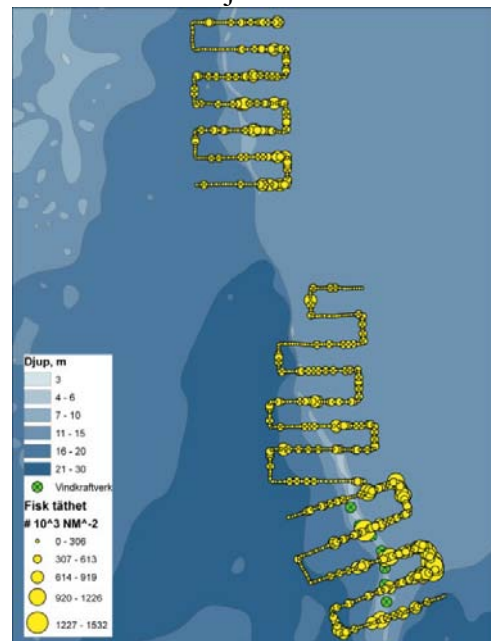 Djup, m
3
4 - 6
7 - 10
11 - 15
16 - 20
21 - 30
Vindkraftverk
Fisk täthet
# 10^3 NM^-2
0 - 306
307 - 613
614 - 919
920 - 1226
1227 - 1532